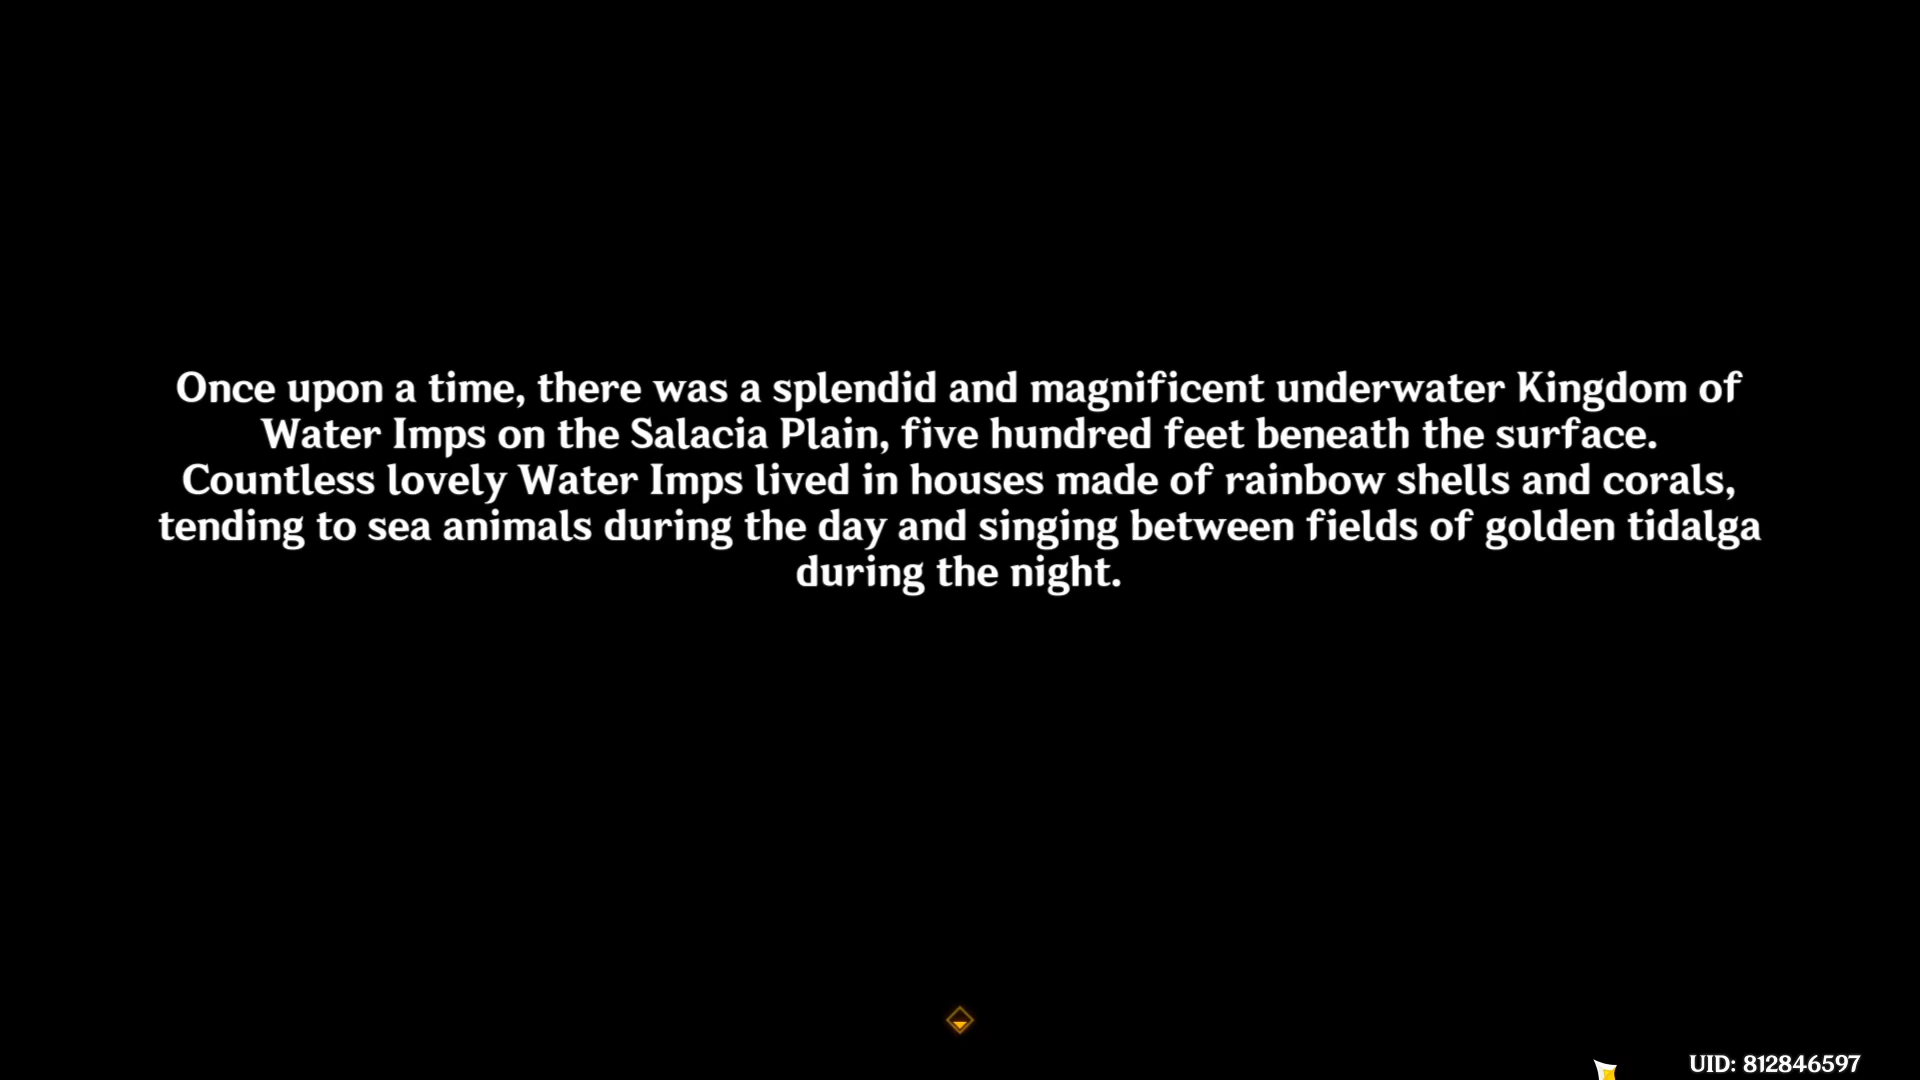 Once upon a time, there was a splendid and magnificent underwater Kingdom of
Water Imps on the Salacia Plain, five hundred feet beneath the surface.
Countless lovely Water Imps lived in houses made of rainbow shells and corals,
tending to sea animals during the day and singing between fields of golden tidalga
during the night.
UID: 812846597